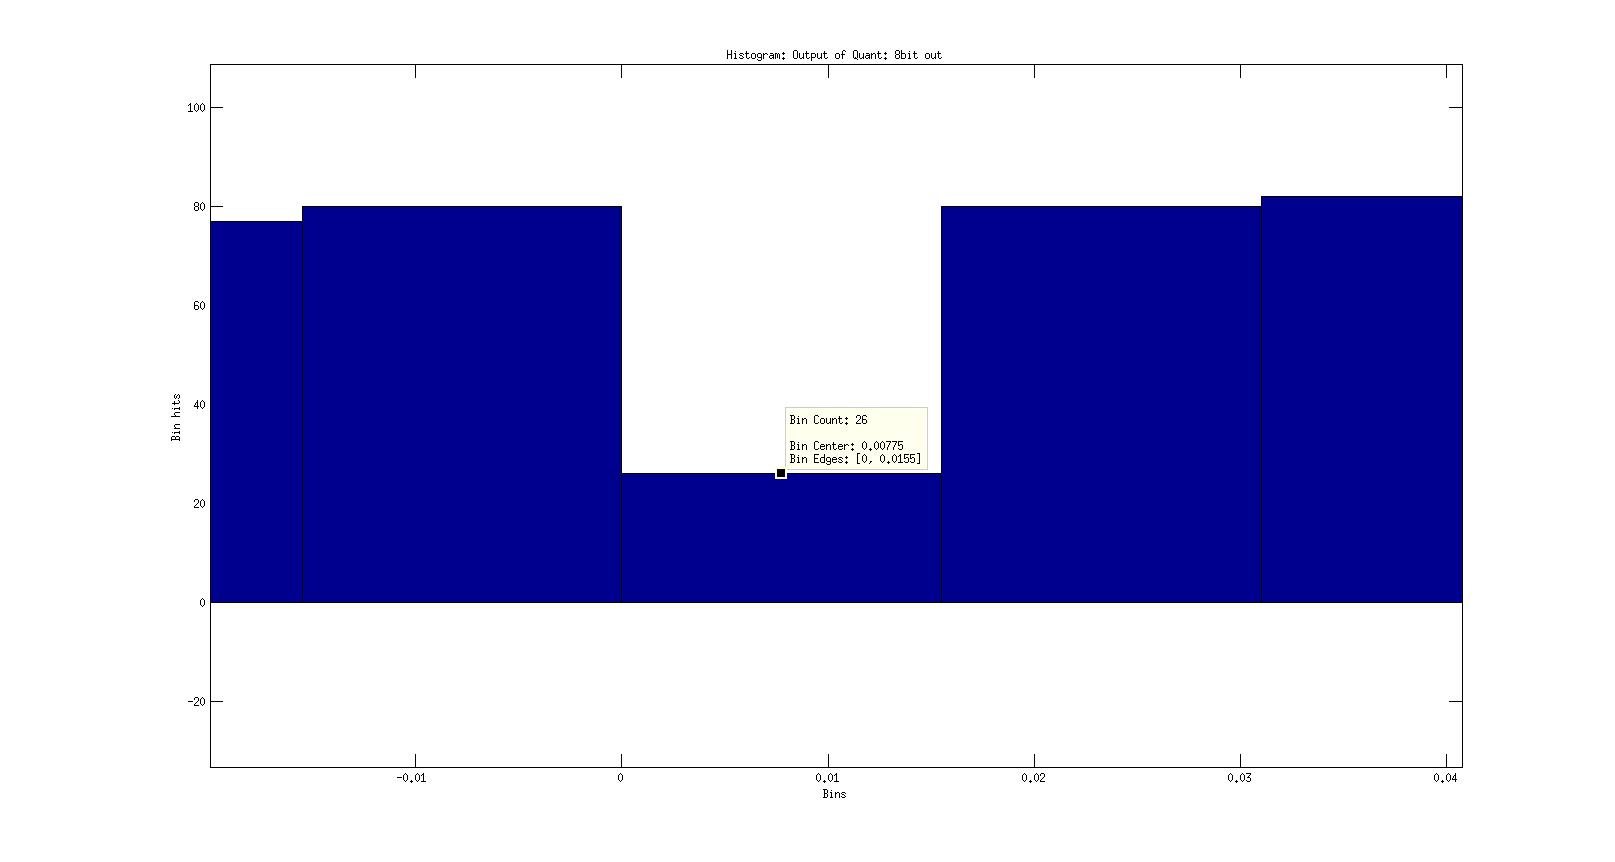 Histogram: Output of Quant: 8bit out
100
80
60
40
20
0
-20
Bin hits
Bin Count: 26
Bin Center: 0.00775
Bin Edges: [0, 0.0155]
-0.01 0 0.01 0.02 0.03 0.04
Bins